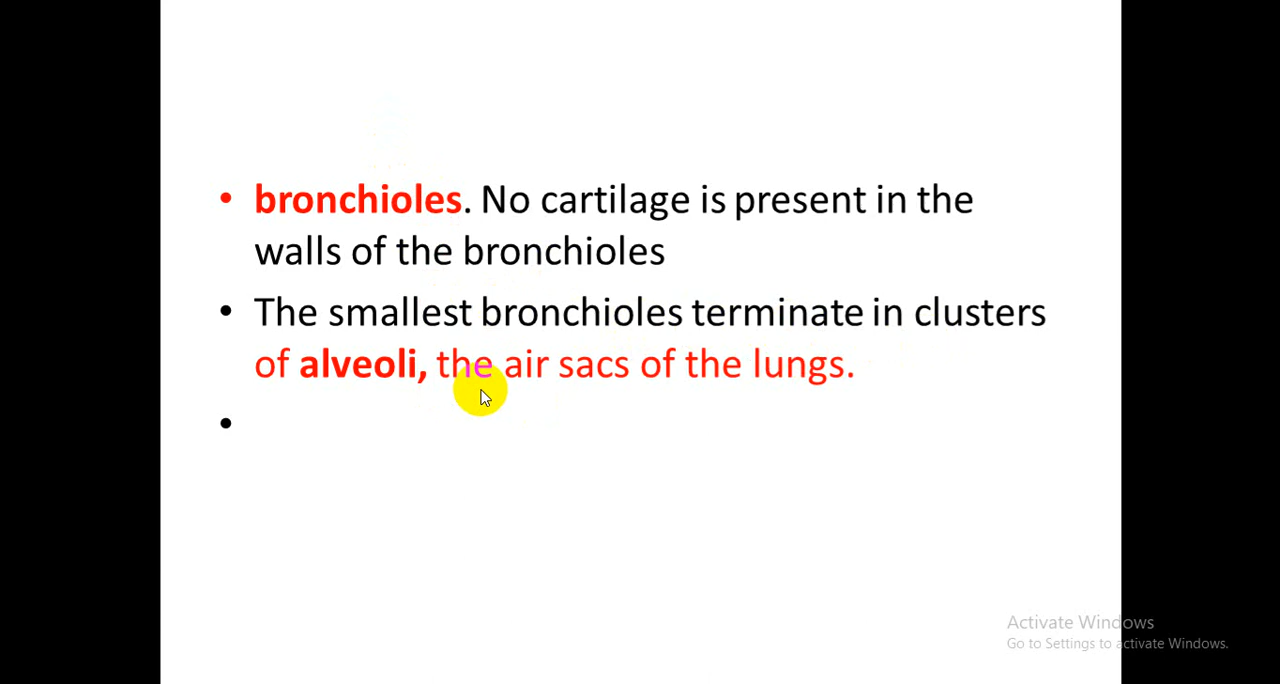 • bronchioles. No cartilage is present in the
walls of the bronchioles
• The smallest bronchioles terminate in clusters
of alveoli, the air sacs of the lungs.
•
Activate Windows
Go to Settings to activate Windows.